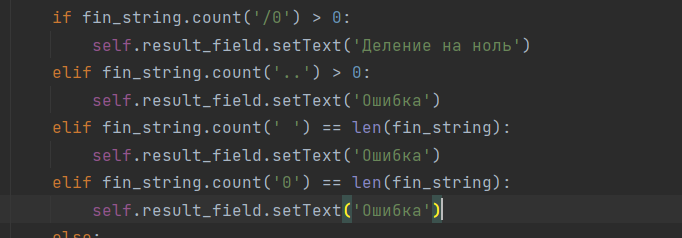 if fin_string.count('/0') > 0:
self.result_field.setText('Деление на ноль')
elif fin_string.count('..') > 0:
self.result_field.setText('Ошибка')
elif fin_string.count(' ') == len(fin_string):
self.result_field.setText('Ошибка')
elif fin_string.count('0') == len(fin_string):
self.result_field.setText('Ошибка')
else: